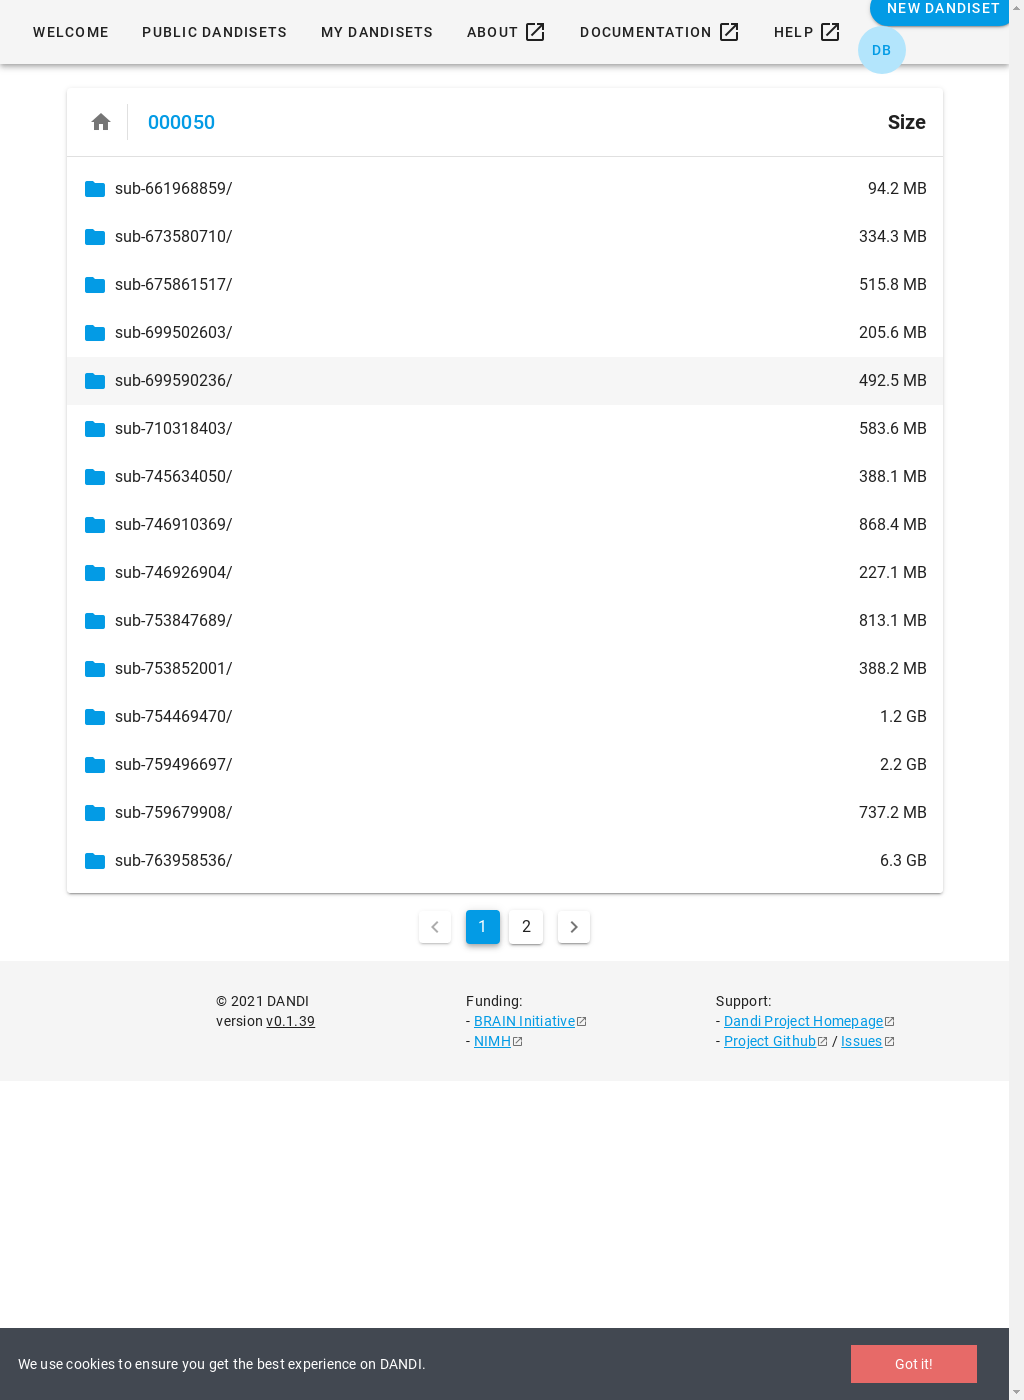 WELCOME PUBLIC DANDISETS MY DANDISETS ABOUT DOCUMENTATION HELP NEW DANDISET
DB
000050 Size
sub-661968859/ 94.2 MB
sub-673580710/ 334.3 MB
sub-675861517/ 515.8 MB
sub-699502603/ 205.6 MB
sub-699590236/ 492.5 MB
sub-710318403/ 583.6 MB
sub-745634050/ 388.1 MB
sub-746910369/ 868.4 MB
sub-746926904/ 227.1 MB
sub-753847689/ 813.1 MB
sub-753852001/ 388.2 MB
sub-754469470/ 1.2 GB
sub-759496697/ 2.2 GB
sub-759679908/ 737.2 MB
sub-763958536/ 6.3 GB
1 2
© 2021 DANDI
version v0.1.39
Funding:
- BRAIN Initiative
- NIMH
Support:
- Dandi Project Homepage
- Project Github / Issues
We use cookies to ensure you get the best experience on DANDI.
Got it!